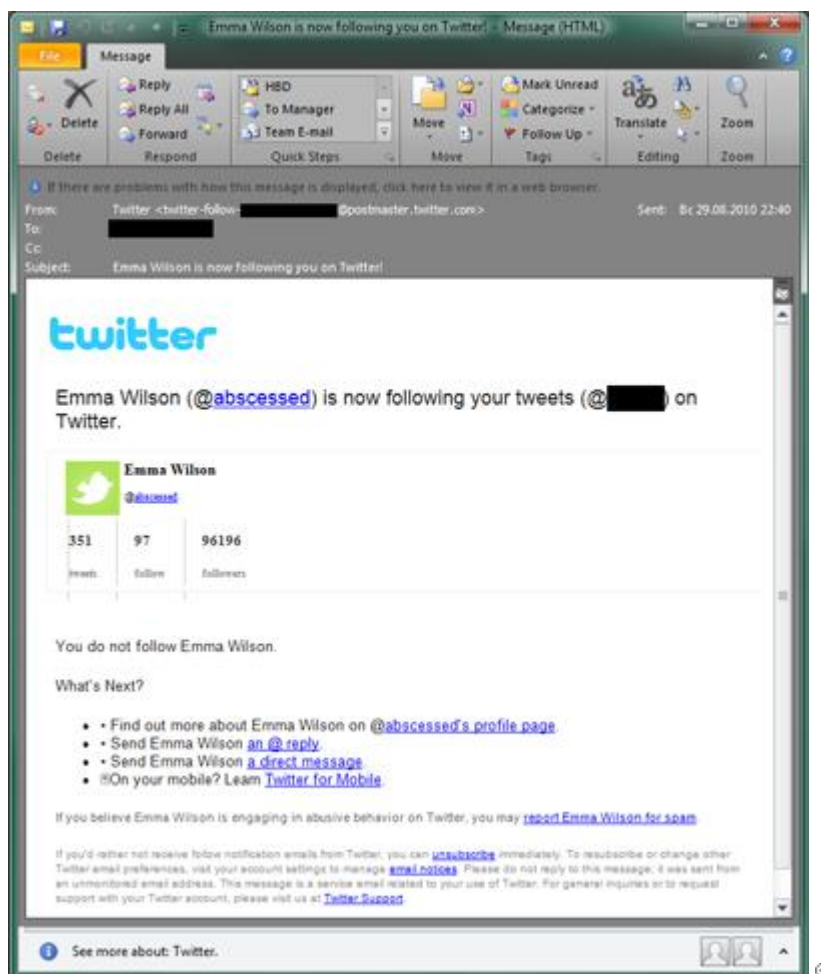 Emma Wilson is now following you on Twitter! - Message (HTML)
File Message
Delete
Reply
Reply All
Forward
HBD
To Manager
Team E-mail
Move
Mark Unread
Categorize
Follow Up
Translate
Zoom
Delete Respond Quick Steps Move Tags Editing Zoom
If there are problems with how this message is displayed, click here to view it in a web browser.
From: Twitter <twitter-follow- @postmaster.twitter.com> Sent: Вс 29.08.2010 22:40
To:
Cc:
Subject: Emma Wilson is now following you on Twitter!
twitter
Emma Wilson (@abscessed) is now following your tweets (@ ) on
Twitter.
Emma Wilson
@abscessed
351 97 96196
tweets follow followers
You do not follow Emma Wilson.
What's Next?
• • Find out more about Emma Wilson on @abscessed's profile page.
• • Send Emma Wilson an @ reply.
• • Send Emma Wilson a direct message.
• On your mobile? Learn Twitter for Mobile.
If you believe Emma Wilson is engaging in abusive behavior on Twitter, you may report Emma Wilson for spam.
If you'd rather not receive follow notification emails from Twitter, you can unsubscribe immediately. To resubscribe or change other
Twitter email preferences, visit your account settings to manage email notices. Please do not reply to this message; it was sent from
an unmonitored email address. This message is a service email related to your use of Twitter. For general inquiries or to request
support with your Twitter account, please visit us at Twitter Support.
See more about: Twitter.